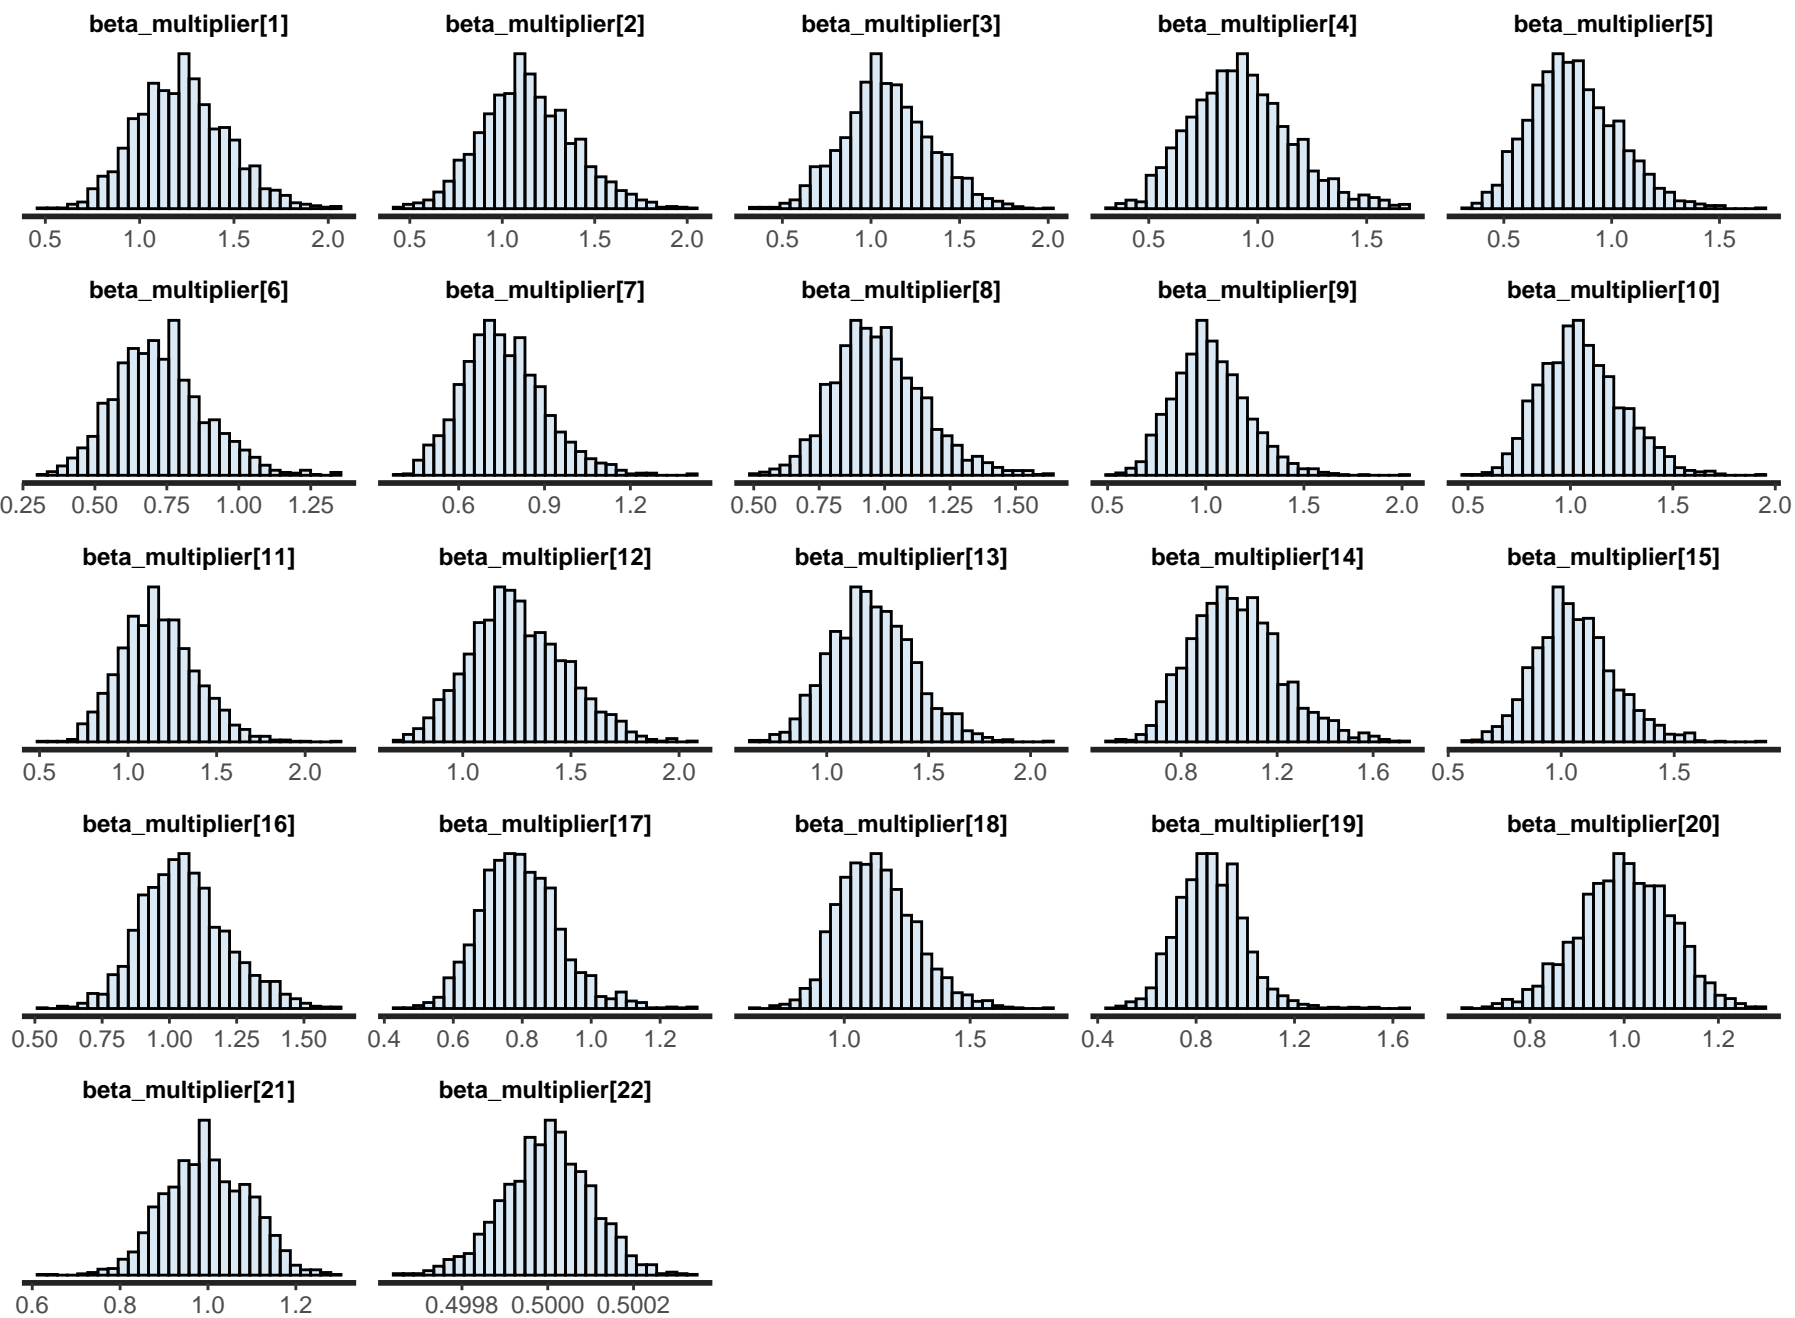 beta_multiplier[1] beta_multiplier[2] beta_multiplier[3] beta_multiplier[4] beta_multiplier[5]
0.5 1.0 1.5 2.0 0.5 1.0 1.5 2.0 0.5 1.0 1.5 2.0 0.5 1.0 1.5 0.5 1.0 1.5
beta_multiplier[6] beta_multiplier[7] beta_multiplier[8] beta_multiplier[9] beta_multiplier[10]
0.25 0.50 0.75 1.00 1.25 0.6 0.9 1.2 0.50 0.75 1.00 1.25 1.50 0.5 1.0 1.5 2.0 0.5 1.0 1.5 2.0
beta_multiplier[11] beta_multiplier[12] beta_multiplier[13] beta_multiplier[14] beta_multiplier[15]
0.5 1.0 1.5 2.0 1.0 1.5 2.0 1.0 1.5 2.0 0.8 1.2 1.6 0.5 1.0 1.5
beta_multiplier[16] beta_multiplier[17] beta_multiplier[18] beta_multiplier[19] beta_multiplier[20]
0.50 0.75 1.00 1.25 1.50 0.4 0.6 0.8 1.0 1.2 1.0 1.5 0.4 0.8 1.2 1.6 0.8 1.0 1.2
beta_multiplier[21] beta_multiplier[22]
0.6 0.8 1.0 1.2 0.4998 0.5000 0.5002